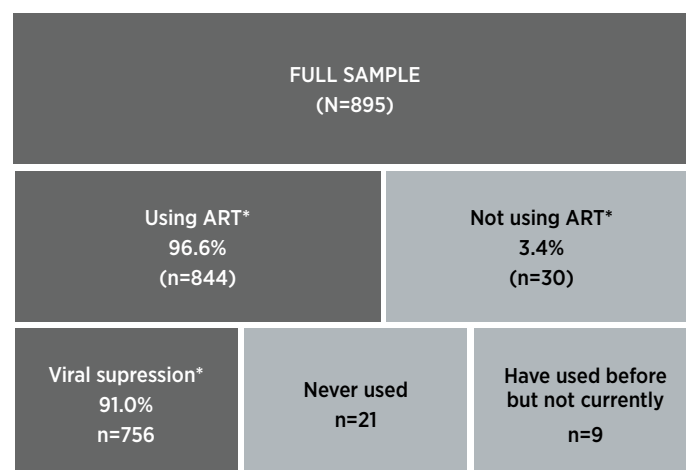 FULL SAMPLE
(N=895)
Using ART*
96.6%
(n=844)
Not using ART*
3.4%
(n=30)
Viral supression*
91.0%
n=756
Never used
n=21
Have used before
but not currently
n=9